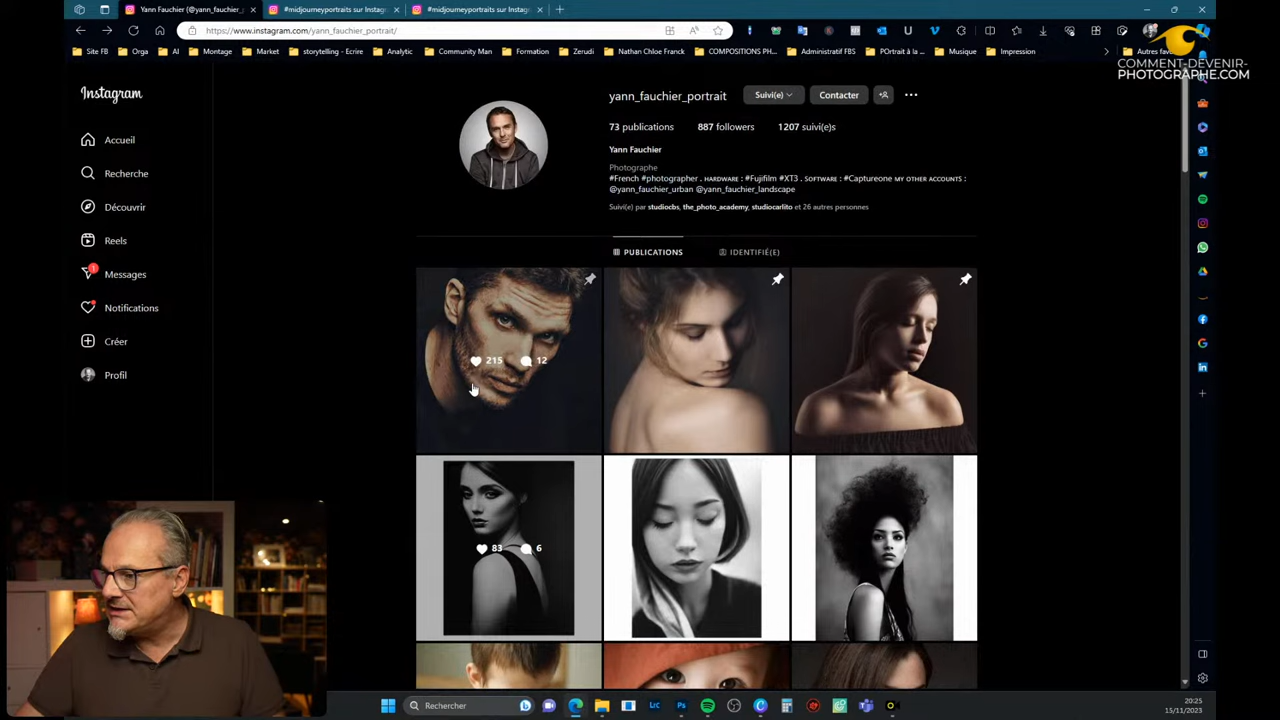 Yann Fauchier (@yann_fauchier_
#midjourneyportraits sur Instag
#midjourneyportraits sur Instag
https://www.instagram.com/yann_fauchier_portrait/
Site FB
Orga
AI
Montage
Market
storytelling - Ecrire
Analytic
Community Man
Formation
Zerudi
Nathan Chloe Franck
COMPOSITIONS PH...
Administratif FBS
POrtrait à la ...
Musique
Impression
Autres favo
COMMENT-DEVENIR-
PHOTOGRAPHE.COM
Instagram
yann_fauchier_portrait
Suivi(e)
Contacter
73 publications
887 followers
1207 suivi(e)s
Yann Fauchier
Photographe
#French #photographer . HARDWARE : #Fujifilm #XT3 . SOFTWARE : #Captureone MY OTHER ACCOUNTS :
@yann_fauchier_urban @yann_fauchier_landscape
Suivi(e) par studiocbs, the_photo_academy, studiocarlito et 26 autres personnes
Accueil
Recherche
Découvrir
Reels
1
Messages
Notifications
Créer
Profil
PUBLICATIONS
IDENTIFIÉ(E)
215
12
83
6
Rechercher
LrC
Ps
20:25
15/11/2023